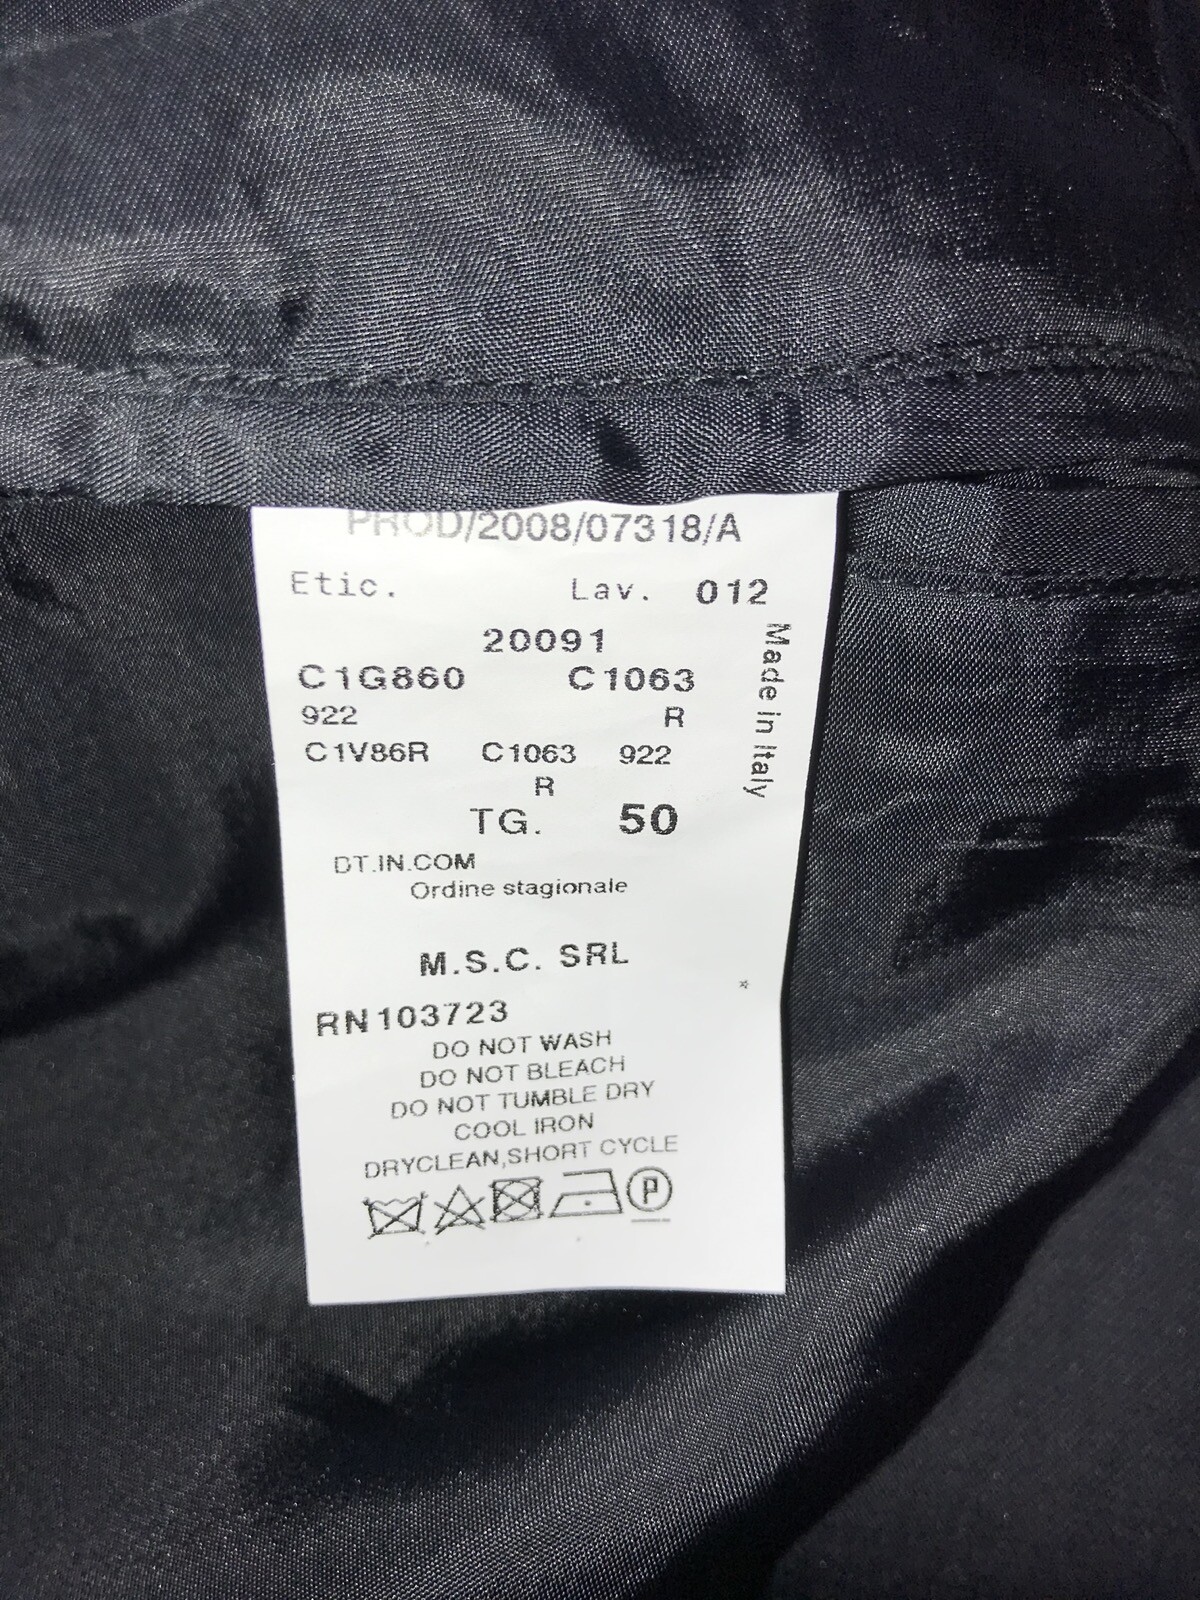 PROD/2008/07318/A
Etic. Lav. 012
20091
C1G860 C1063
922 R
C1V86R C1063 922
R
TG. 50
DT.IN.COM
Ordine stagionale
M.S.C. SRL
RN103723
DO NOT WASH
DO NOT BLEACH
DO NOT TUMBLE DRY
COOL IRON
DRYCLEAN,SHORT CYCLE
P
Made in Italy